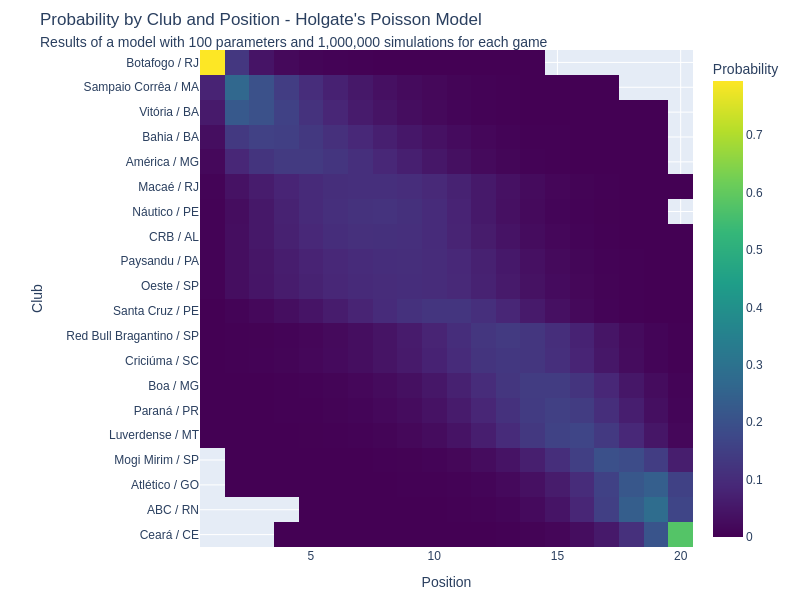 Probability by Club and Position - Holgate's Poisson Model
Results of a model with 100 parameters and 1,000,000 simulations for each game
Probability
Club
Botafogo / RJ
Sampaio Corrêa / MA
Vitória / BA
Bahia / BA
América / MG
Macaé / RJ
Náutico / PE
CRB / AL
Paysandu / PA
Oeste / SP
Santa Cruz / PE
Red Bull Bragantino / SP
Criciúma / SC
Boa / MG
Paraná / PR
Luverdense / MT
Mogi Mirim / SP
Atlético / GO
ABC / RN
Ceará / CE
0.7
0.6
0.5
0.4
0.3
0.2
0.1
0
5
10
15
20
Position